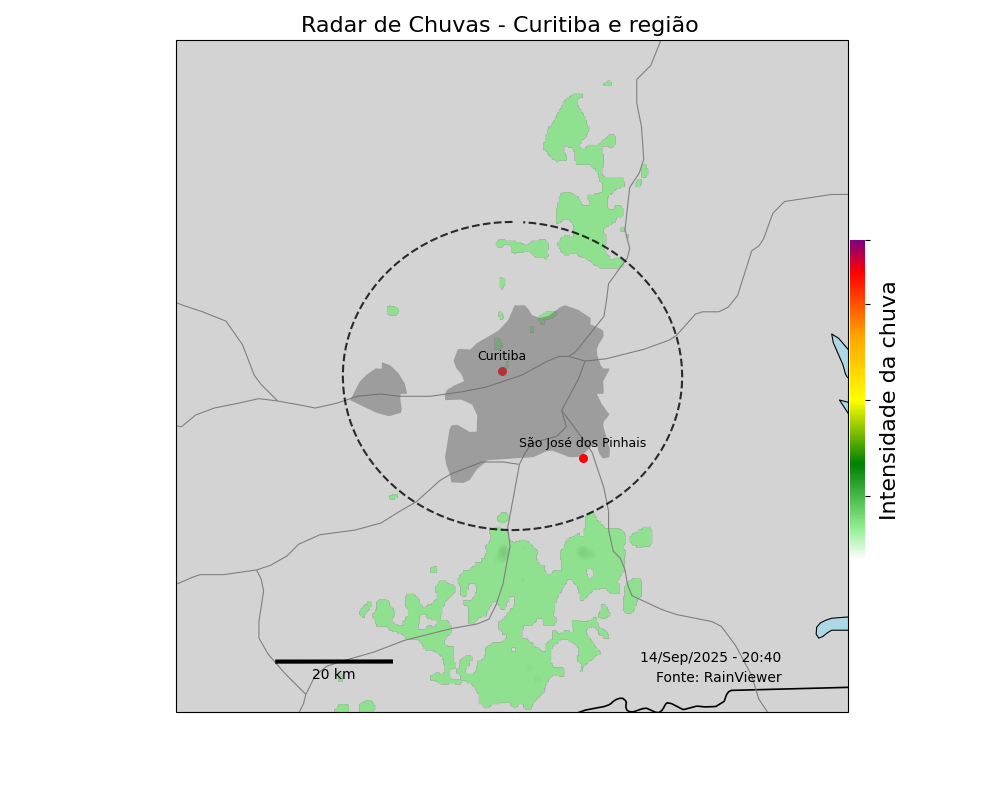 Radar de Chuvas - Curitiba e região
Curitiba
São José dos Pinhais
Intensidade da chuva
20 km
14/Sep/2025 - 20:40
Fonte: RainViewer